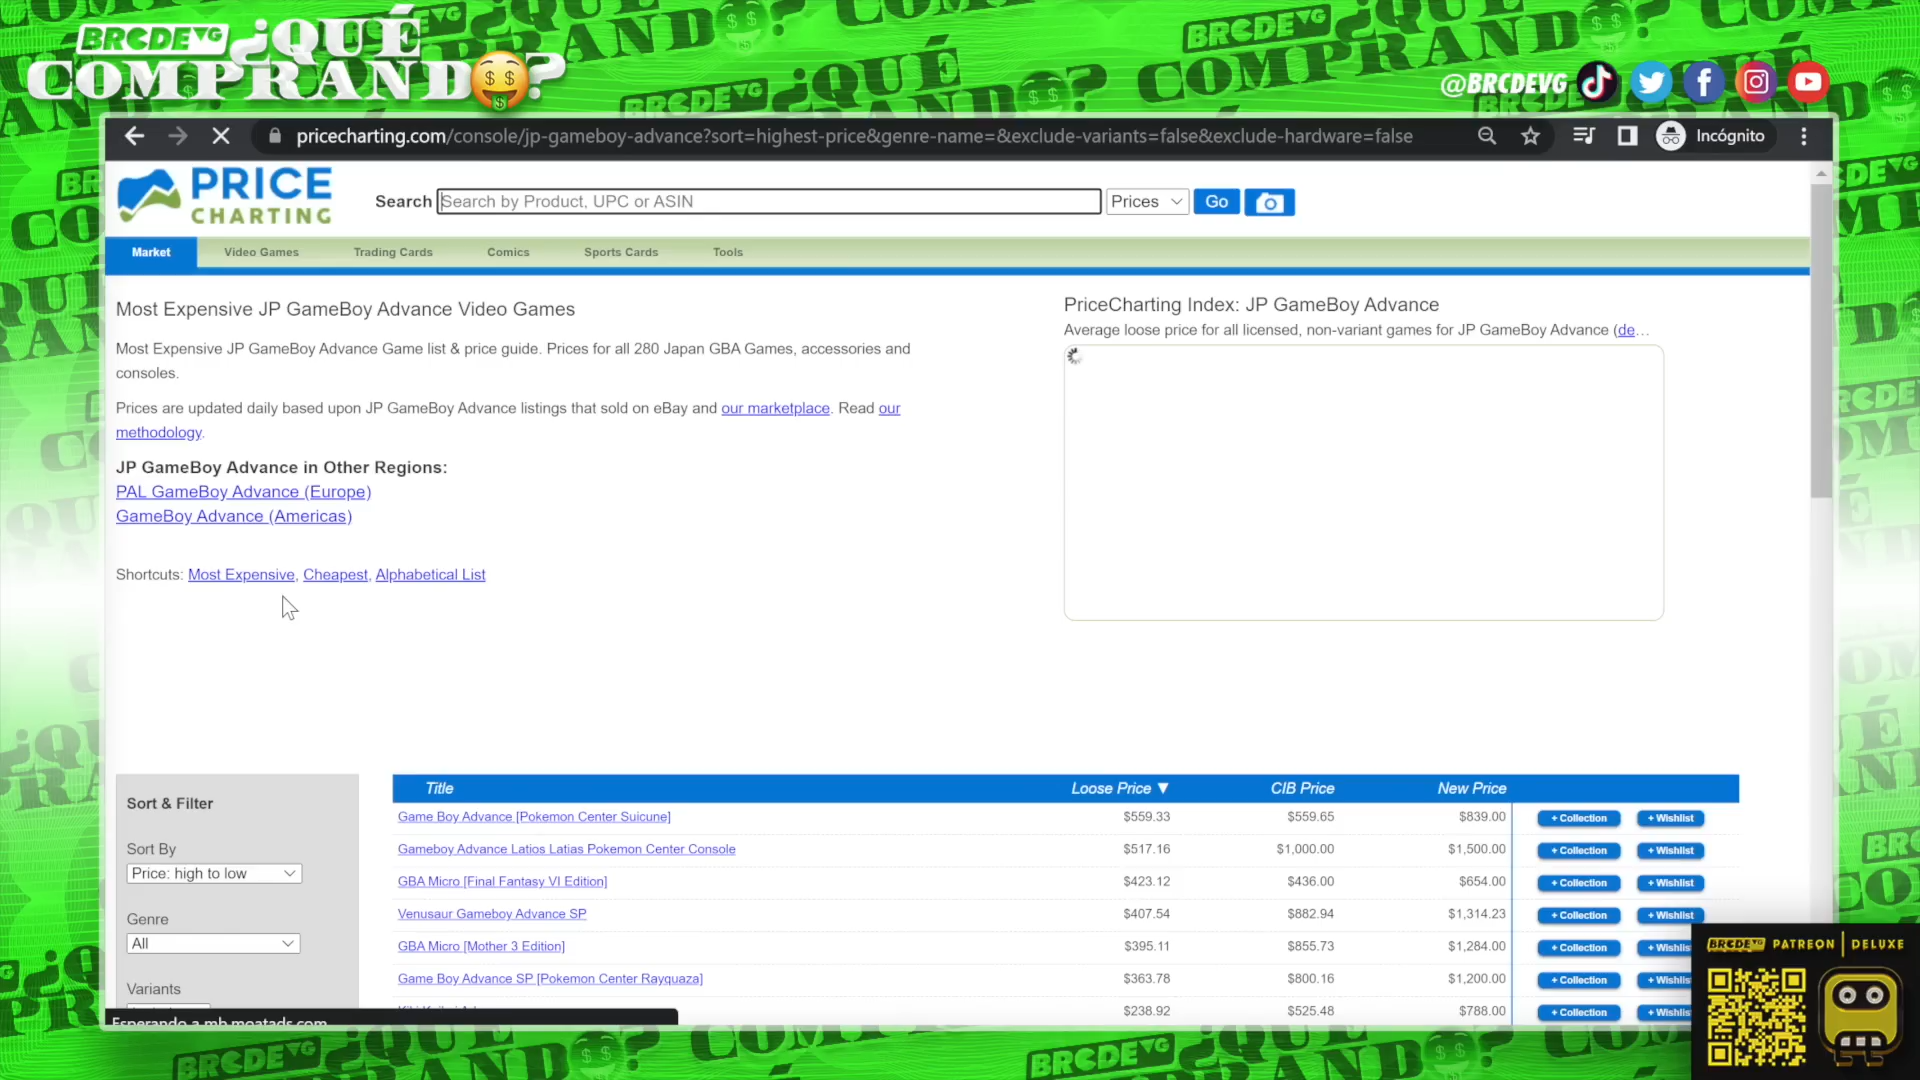 BRCDEVG ¿QUÉ
COMPRANDO?
@BRCDEVG
pricecharting.com/console/jp-gameboy-advance?sort=highest-price&genre-name=&exclude-variants=false&exclude-hardware=false
Incógnito
PRICE
CHARTING
Search Search by Product, UPC or ASIN Prices Go
Market Video Games Trading Cards Comics Sports Cards Tools
Most Expensive JP GameBoy Advance Video Games
Most Expensive JP GameBoy Advance Game list & price guide. Prices for all 280 Japan GBA Games, accessories and
consoles.
Prices are updated daily based upon JP GameBoy Advance listings that sold on eBay and our marketplace. Read our
methodology.
JP GameBoy Advance in Other Regions:
PAL GameBoy Advance (Europe)
GameBoy Advance (Americas)
Shortcuts: Most Expensive, Cheapest, Alphabetical List
PriceCharting Index: JP GameBoy Advance
Average loose price for all licensed, non-variant games for JP GameBoy Advance (de…
Sort & Filter
Sort By
Price: high to low
Genre
All
Variants
Title Loose Price ▼ CIB Price New Price
Game Boy Advance [Pokemon Center Suicune] $559.33 $559.65 $839.00 + Collection + Wishlist
Gameboy Advance Latios Latias Pokemon Center Console $517.16 $1,000.00 $1,500.00 + Collection + Wishlist
GBA Micro [Final Fantasy VI Edition] $423.12 $436.00 $654.00 + Collection + Wishlist
Venusaur Gameboy Advance SP $407.54 $882.94 $1,314.23 + Collection + Wishlist
GBA Micro [Mother 3 Edition] $395.11 $855.73 $1,284.00 + Collection + Wishlist
Game Boy Advance SP [Pokemon Center Rayquaza] $363.78 $800.16 $1,200.00 + Collection + Wishlis
$238.92 $525.48 $788.00 + Collection + Wishlis
Esperando a mb.moatads.com
BRCDEVG PATREON | DELUXE